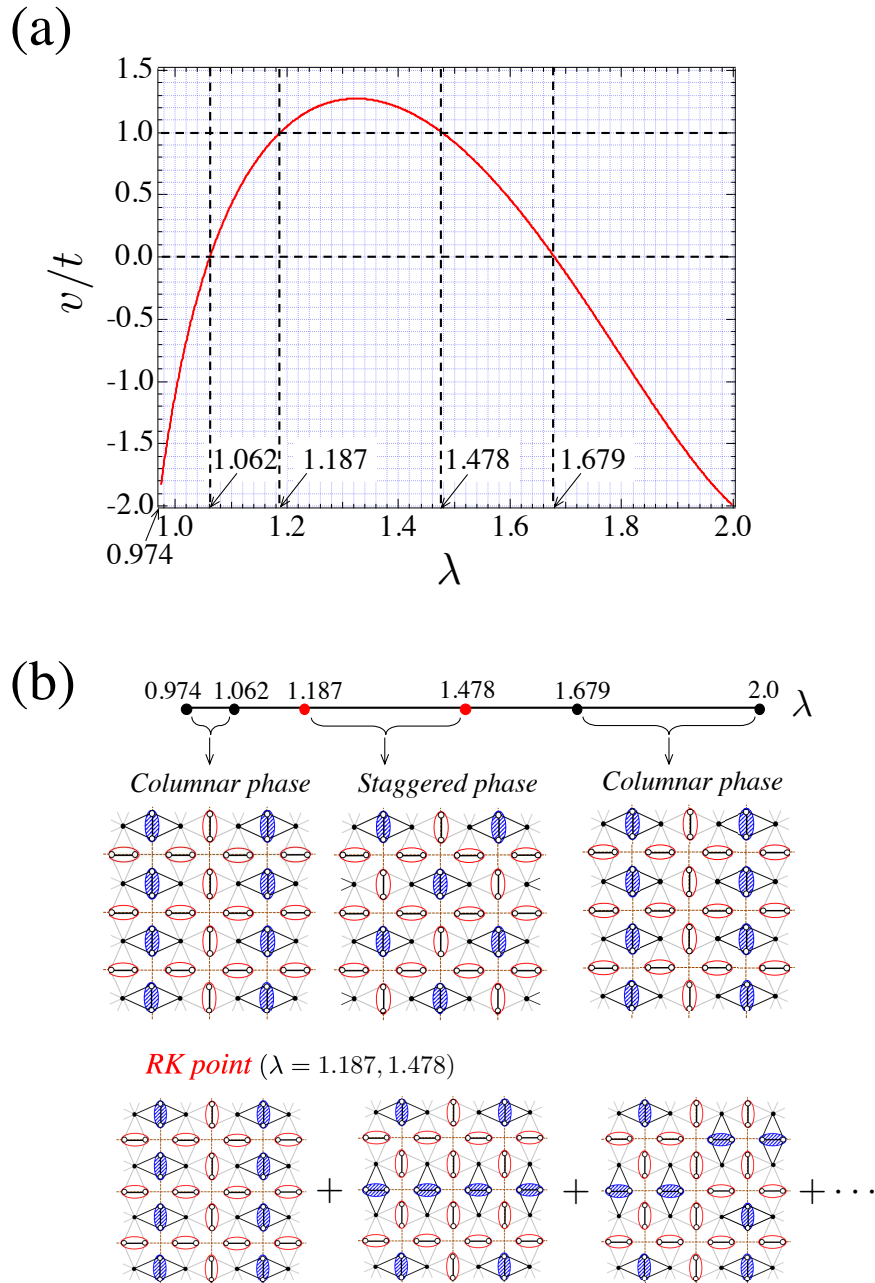 (a)
1.5
1.0
0.5
0.0
-0.5
-1.0
-1.5
-2.0
v/t
1.062
1.187
1.478
1.679
1.0
1.2
1.4
1.6
1.8
2.0
0.974
λ
(b)
0.974
1.062
1.187
1.478
1.679
2.0
λ
Columnar phase
Staggered phase
Columnar phase
RK point (λ = 1.187, 1.478)
+ + + ···